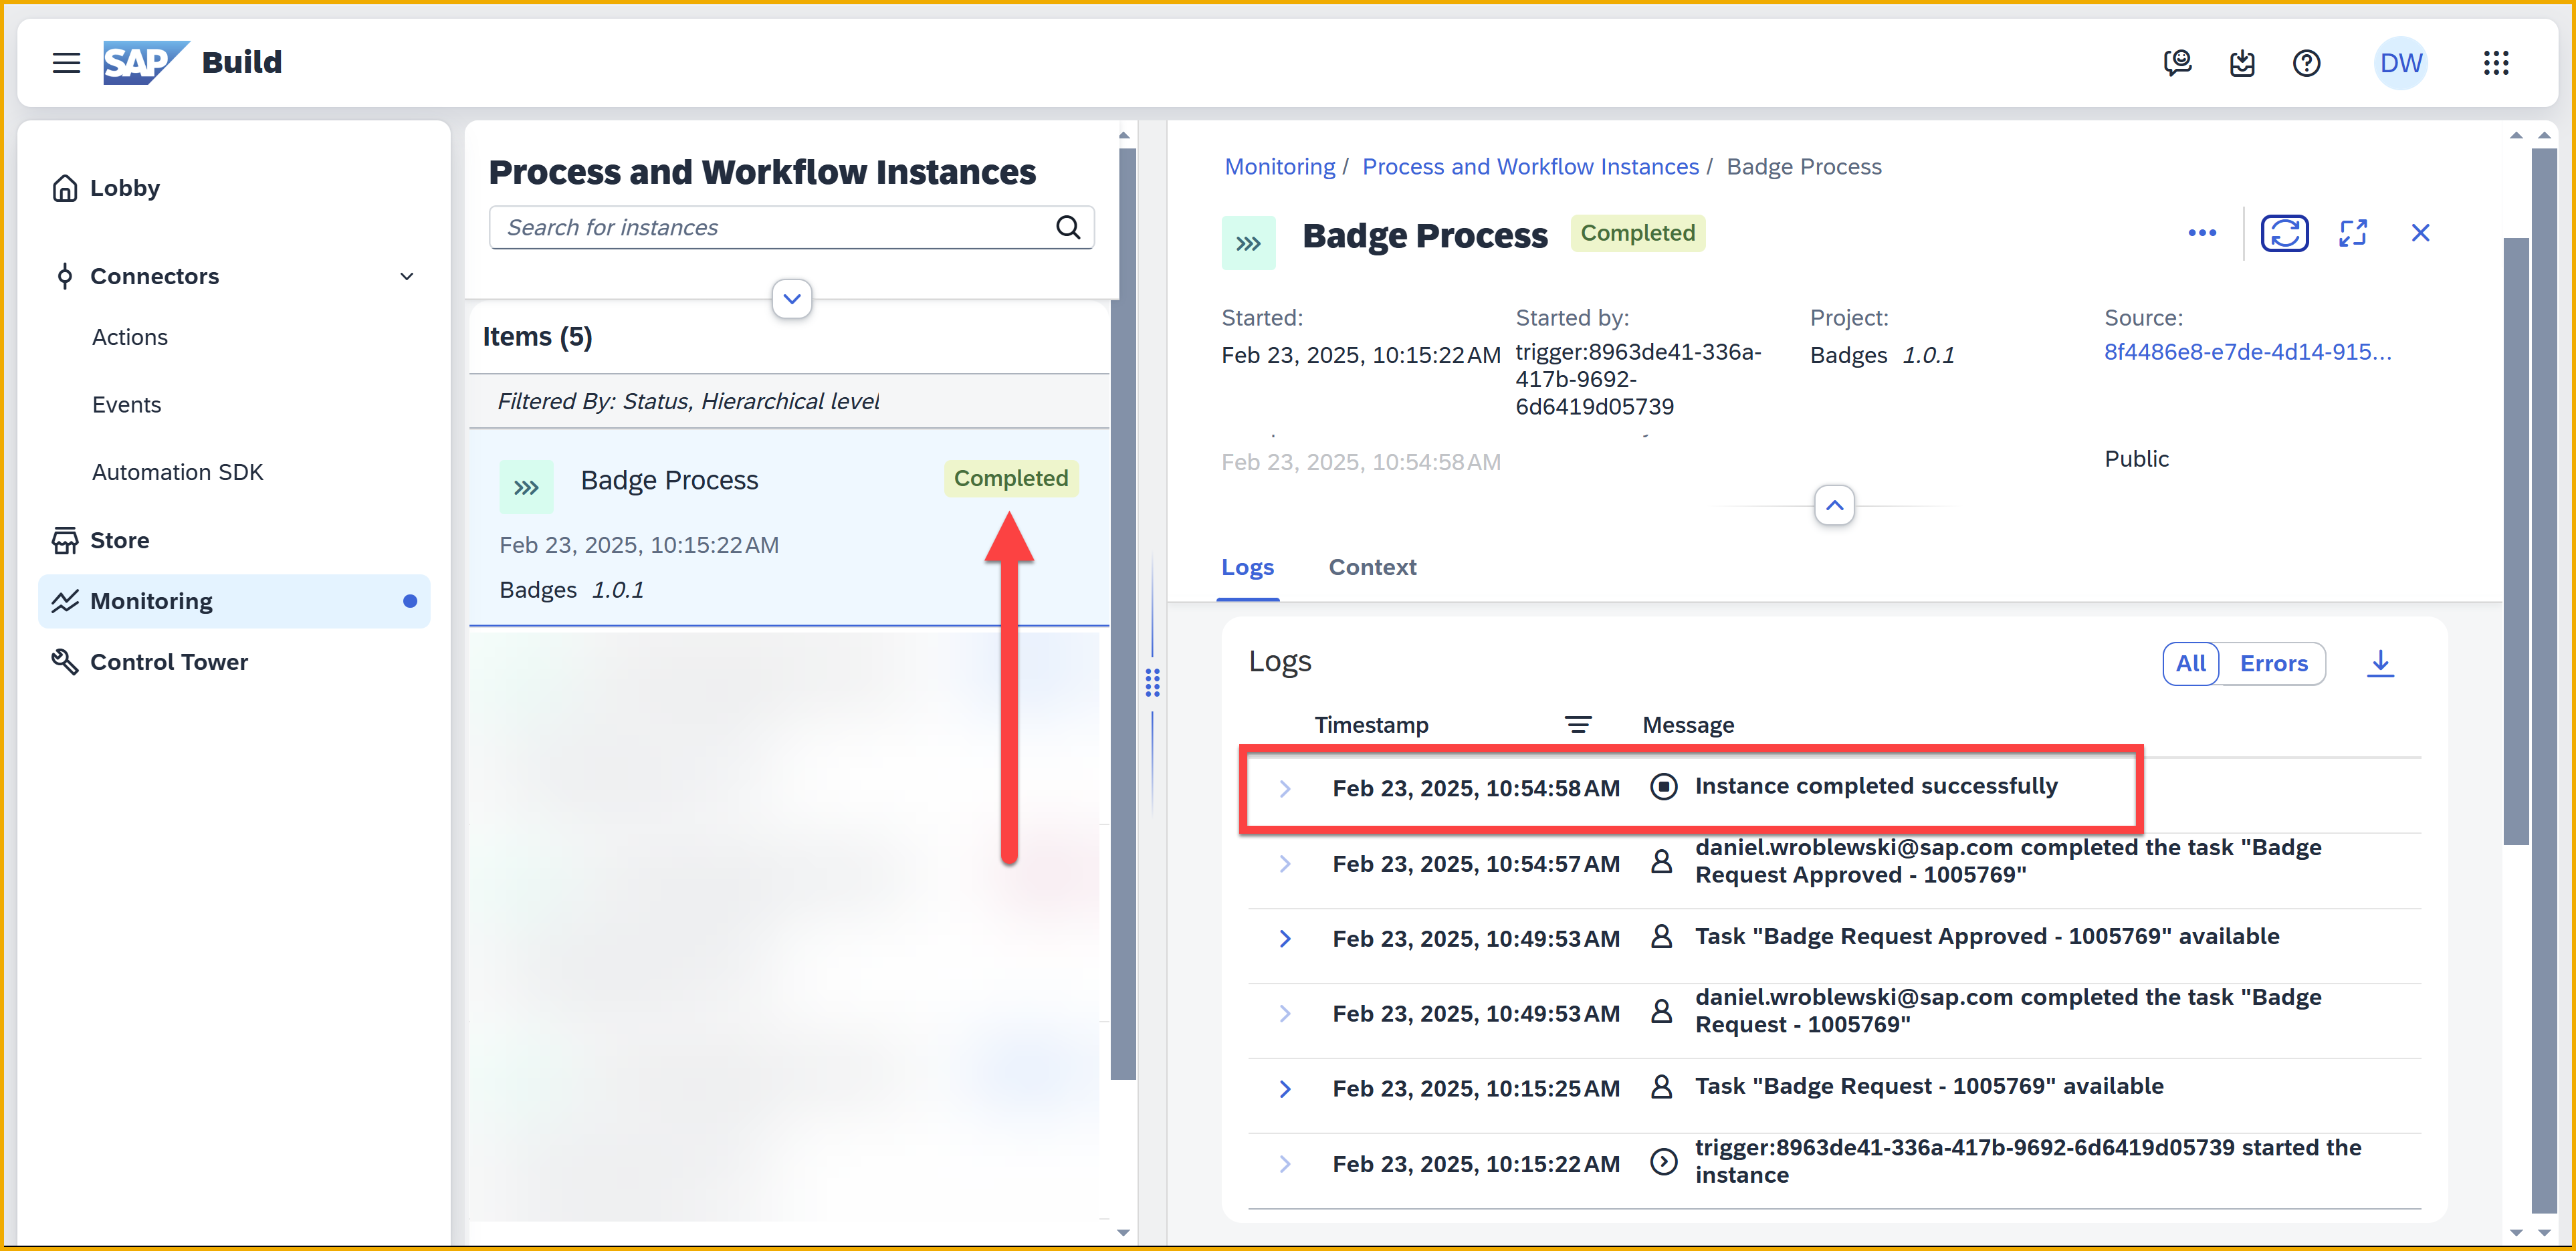 SAP Build
DW
Lobby
Connectors
Actions
Events
Automation SDK
Store
Monitoring
Control Tower
Process and Workflow Instances
Search for instances
Items (5)
Filtered By: Status, Hierarchical level
Badge Process
Completed
Feb 23, 2025, 10:15:22 AM
Badges 1.0.1
Monitoring / Process and Workflow Instances / Badge Process
Badge Process
Completed
Started:
Feb 23, 2025, 10:15:22 AM
Started by:
trigger:8963de41-336a-
417b-9692-
6d6419d05739
Project:
Badges 1.0.1
Source:
8f4486e8-e7de-4d14-915...
Feb 23, 2025, 10:54:58 AM
Public
Logs
Context
Logs
All
Errors
Timestamp
Message
Feb 23, 2025, 10:54:58 AM
Instance completed successfully
Feb 23, 2025, 10:54:57 AM
daniel.wroblewski@sap.com completed the task "Badge
Request Approved - 1005769"
Feb 23, 2025, 10:49:53 AM
Task "Badge Request Approved - 1005769" available
Feb 23, 2025, 10:49:53 AM
daniel.wroblewski@sap.com completed the task "Badge
Request - 1005769"
Feb 23, 2025, 10:15:25 AM
Task "Badge Request - 1005769" available
Feb 23, 2025, 10:15:22 AM
trigger:8963de41-336a-417b-9692-6d6419d05739 started the
instance